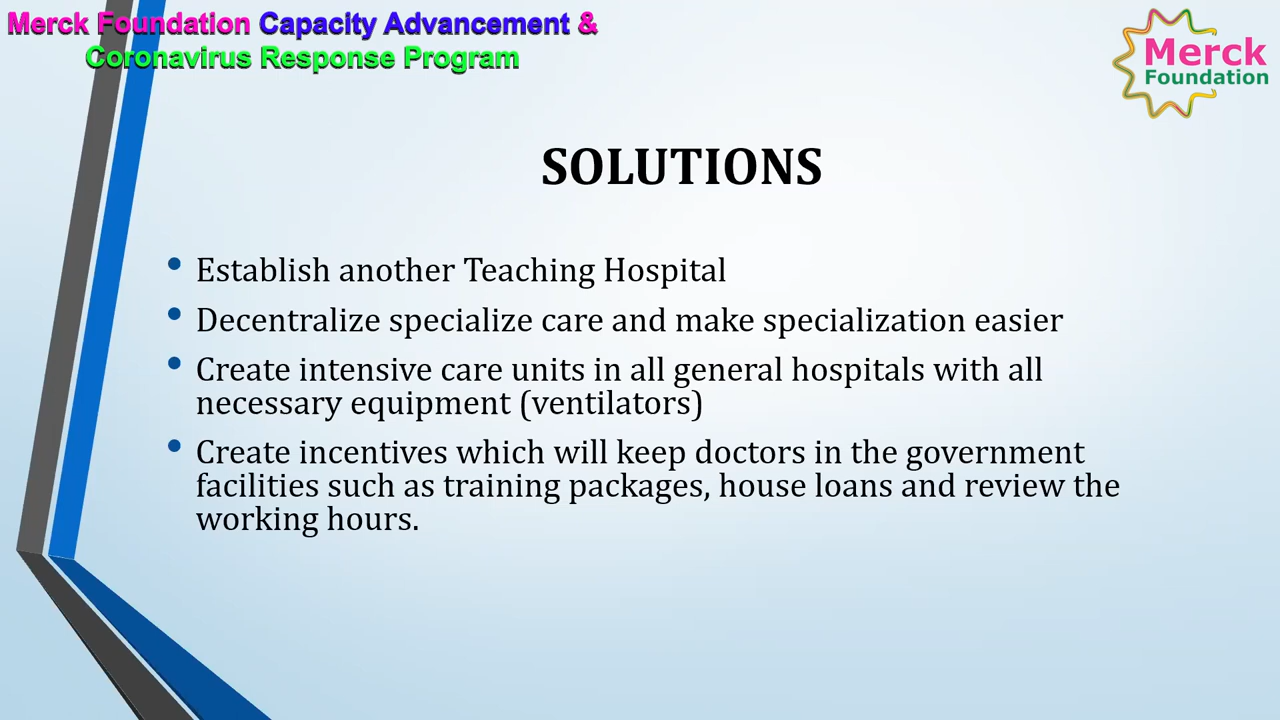 Merck Foundation Capacity Advancement &
Coronavirus Response Program
Merck
Foundation
SOLUTIONS
• Establish another Teaching Hospital
• Decentralize specialize care and make specialization easier
• Create intensive care units in all general hospitals with all
necessary equipment (ventilators)
• Create incentives which will keep doctors in the government
facilities such as training packages, house loans and review the
working hours.